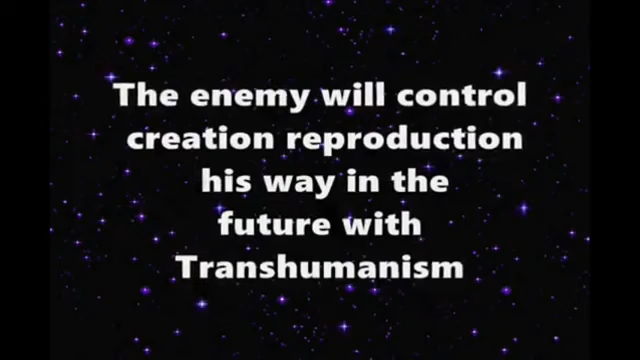 The enemy will control
creation reproduction
his way in the
future with
Transhumanism